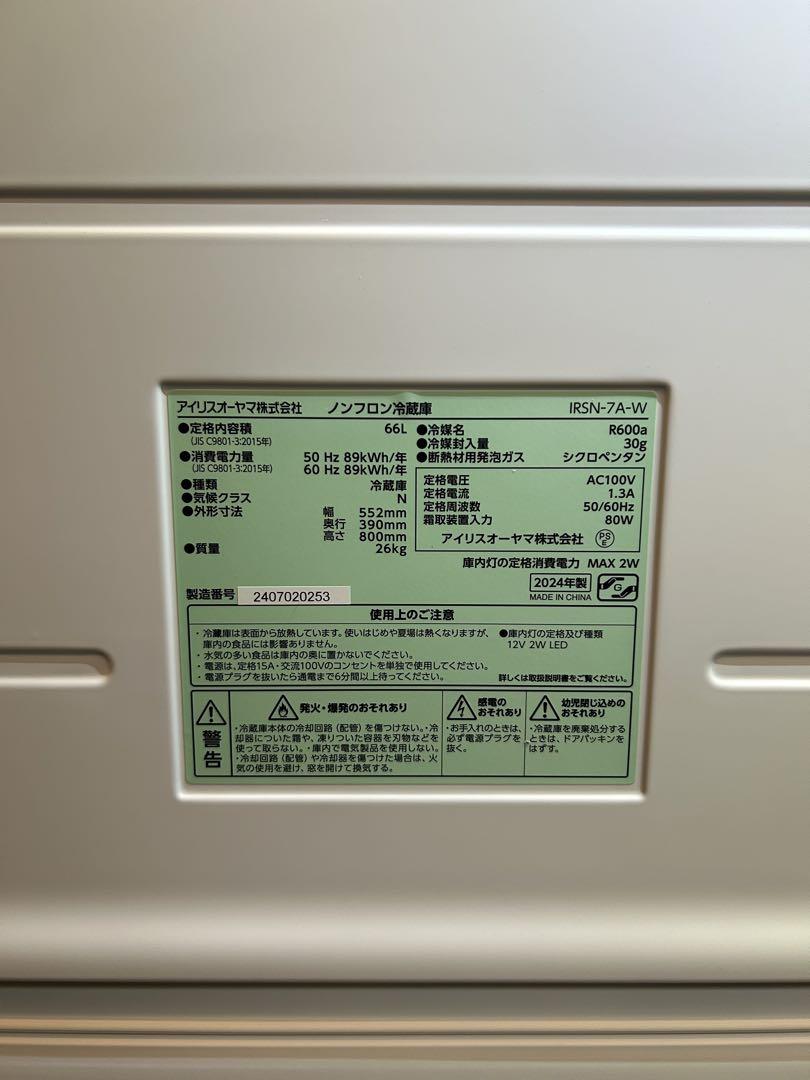 アイリスオーヤマ株式会社 ノンフロン冷蔵庫 IRSN-7A-W
●定格内容積 66L
(JIS C9801-3:2015年)
●消費電力量 50 Hz 89kWh/年
(JIS C9801-3:2015年) 60 Hz 89kWh/年
●種類 冷蔵庫
●気候クラス N
●外形寸法 幅 552mm
奥行 390mm
高さ 800mm
●質量 26kg
●冷媒名 R600a
●冷媒封入量 30g
●断熱材用発泡ガス シクロペンタン
定格電圧 AC100V
定格電流 1.3A
定格周波数 50/60Hz
霜取装置入力 80W
アイリスオーヤマ株式会社 PSE
庫内灯の定格消費電力 MAX 2W
製造番号 2407020253
2024年製
MADE IN CHINA
G
使用上のご注意
・冷蔵庫は表面から放熱しています。使いはじめや夏場は熱くなりますが、
庫内の食品には影響ありません。
・水気の多い食品は庫内の奥に置かないでください。
・電源は、定格15A・交流100Vのコンセントを単独で使用してください。
・電源プラグを抜いたら通電まで6分間以上待ってください。
●庫内灯の定格及び種類
12V 2W LED
詳しくは取扱説明書をご覧ください。
警告
発火・爆発のおそれあり
・冷蔵庫本体の冷却回路（配管）を傷つけない。・冷
却器についた霜や、凍りついた容器を刃物などを
使って取らない。・庫内で電気製品を使用しない。
・冷却回路（配管）や冷却器を傷つけた場合は、火
気の使用を避け、窓を開けて換気する。
感電の
おそれあり
・お手入れのときは、
必ず電源プラグを
抜く。
幼児閉じ込めの
おそれあり
・冷蔵庫を廃棄処分する
ときは、ドアパッキンを
はずす。